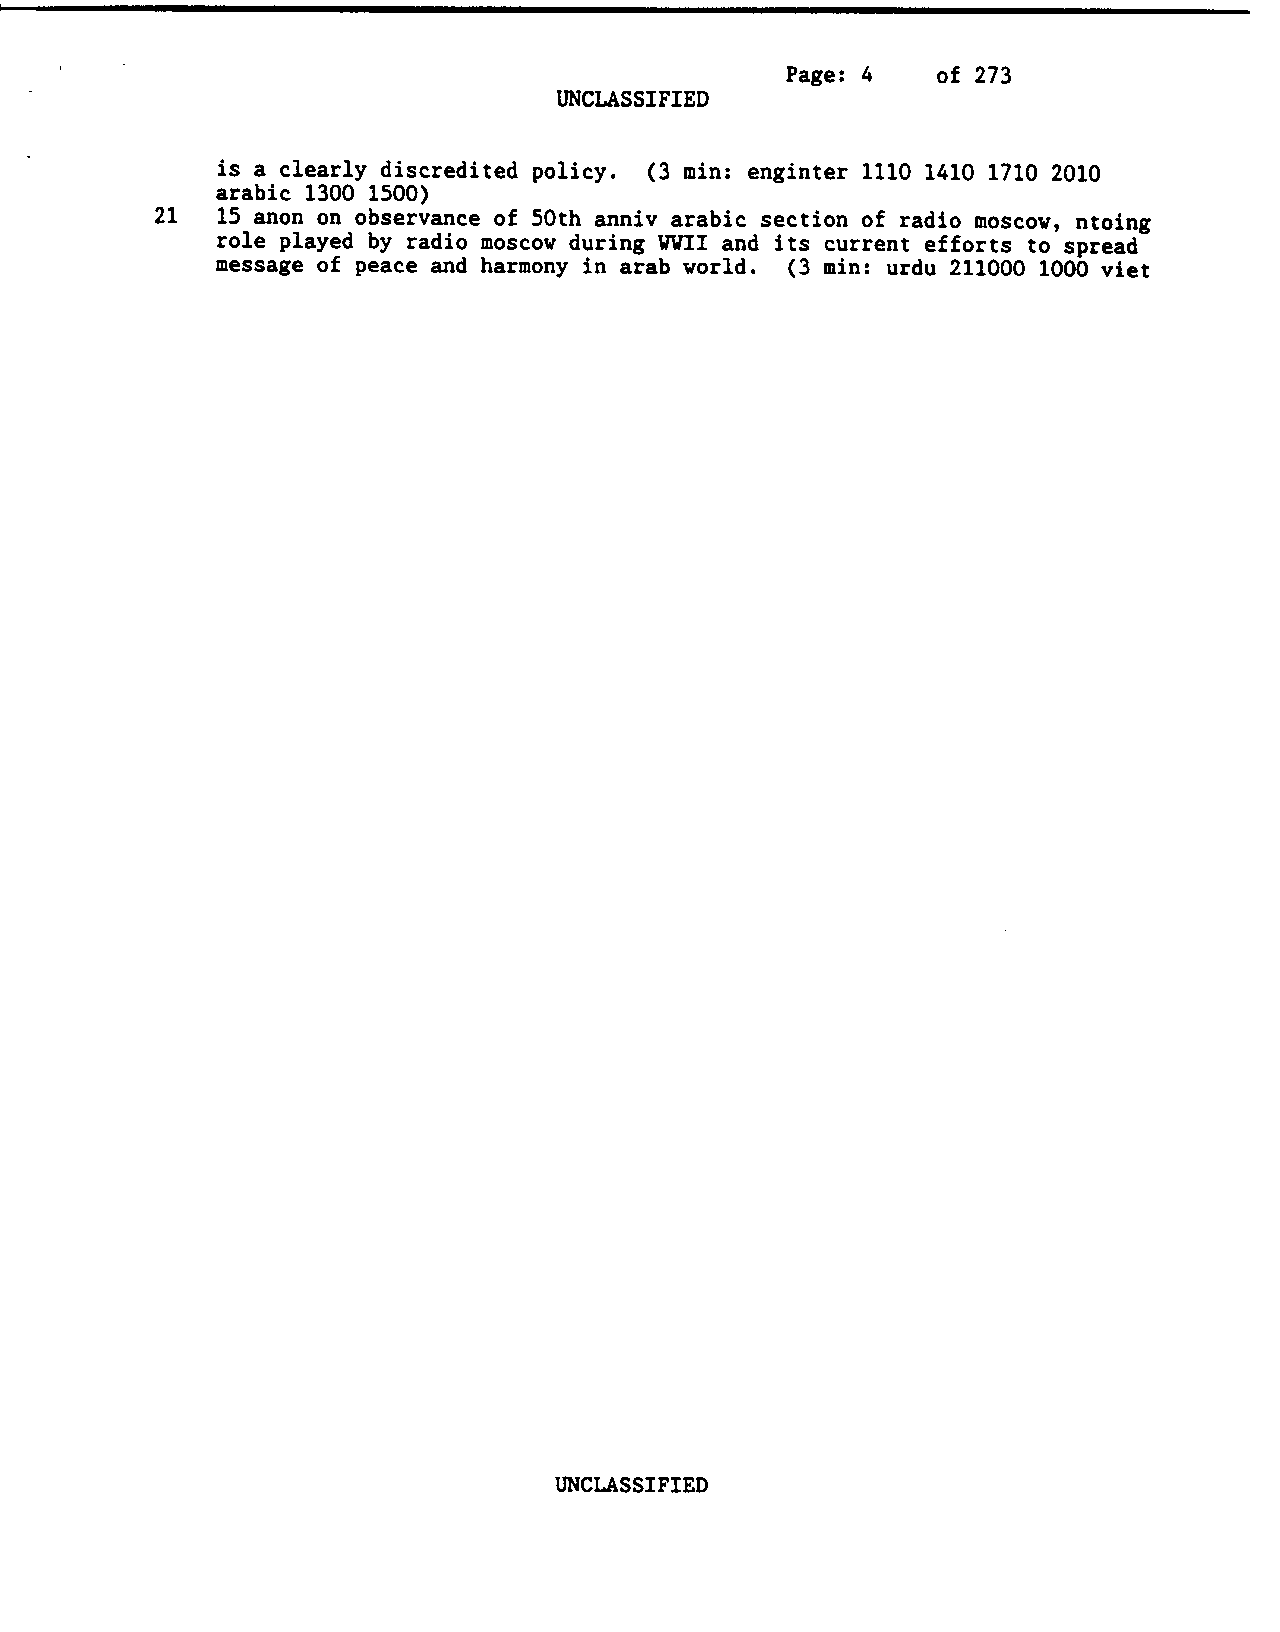 Page: 4 of 273
UNCLASSIFIED
is a clearly discredited policy. (3 min: enginter 1110 1410 1710 2010
arabic 1300 1500)
21 15 anon on observance of 50th anniv arabic section of radio moscow, ntoing
role played by radio moscow during WWII and its current efforts to spread
message of peace and harmony in arab world. (3 min: urdu 211000 1000 viet
UNCLASSIFIED